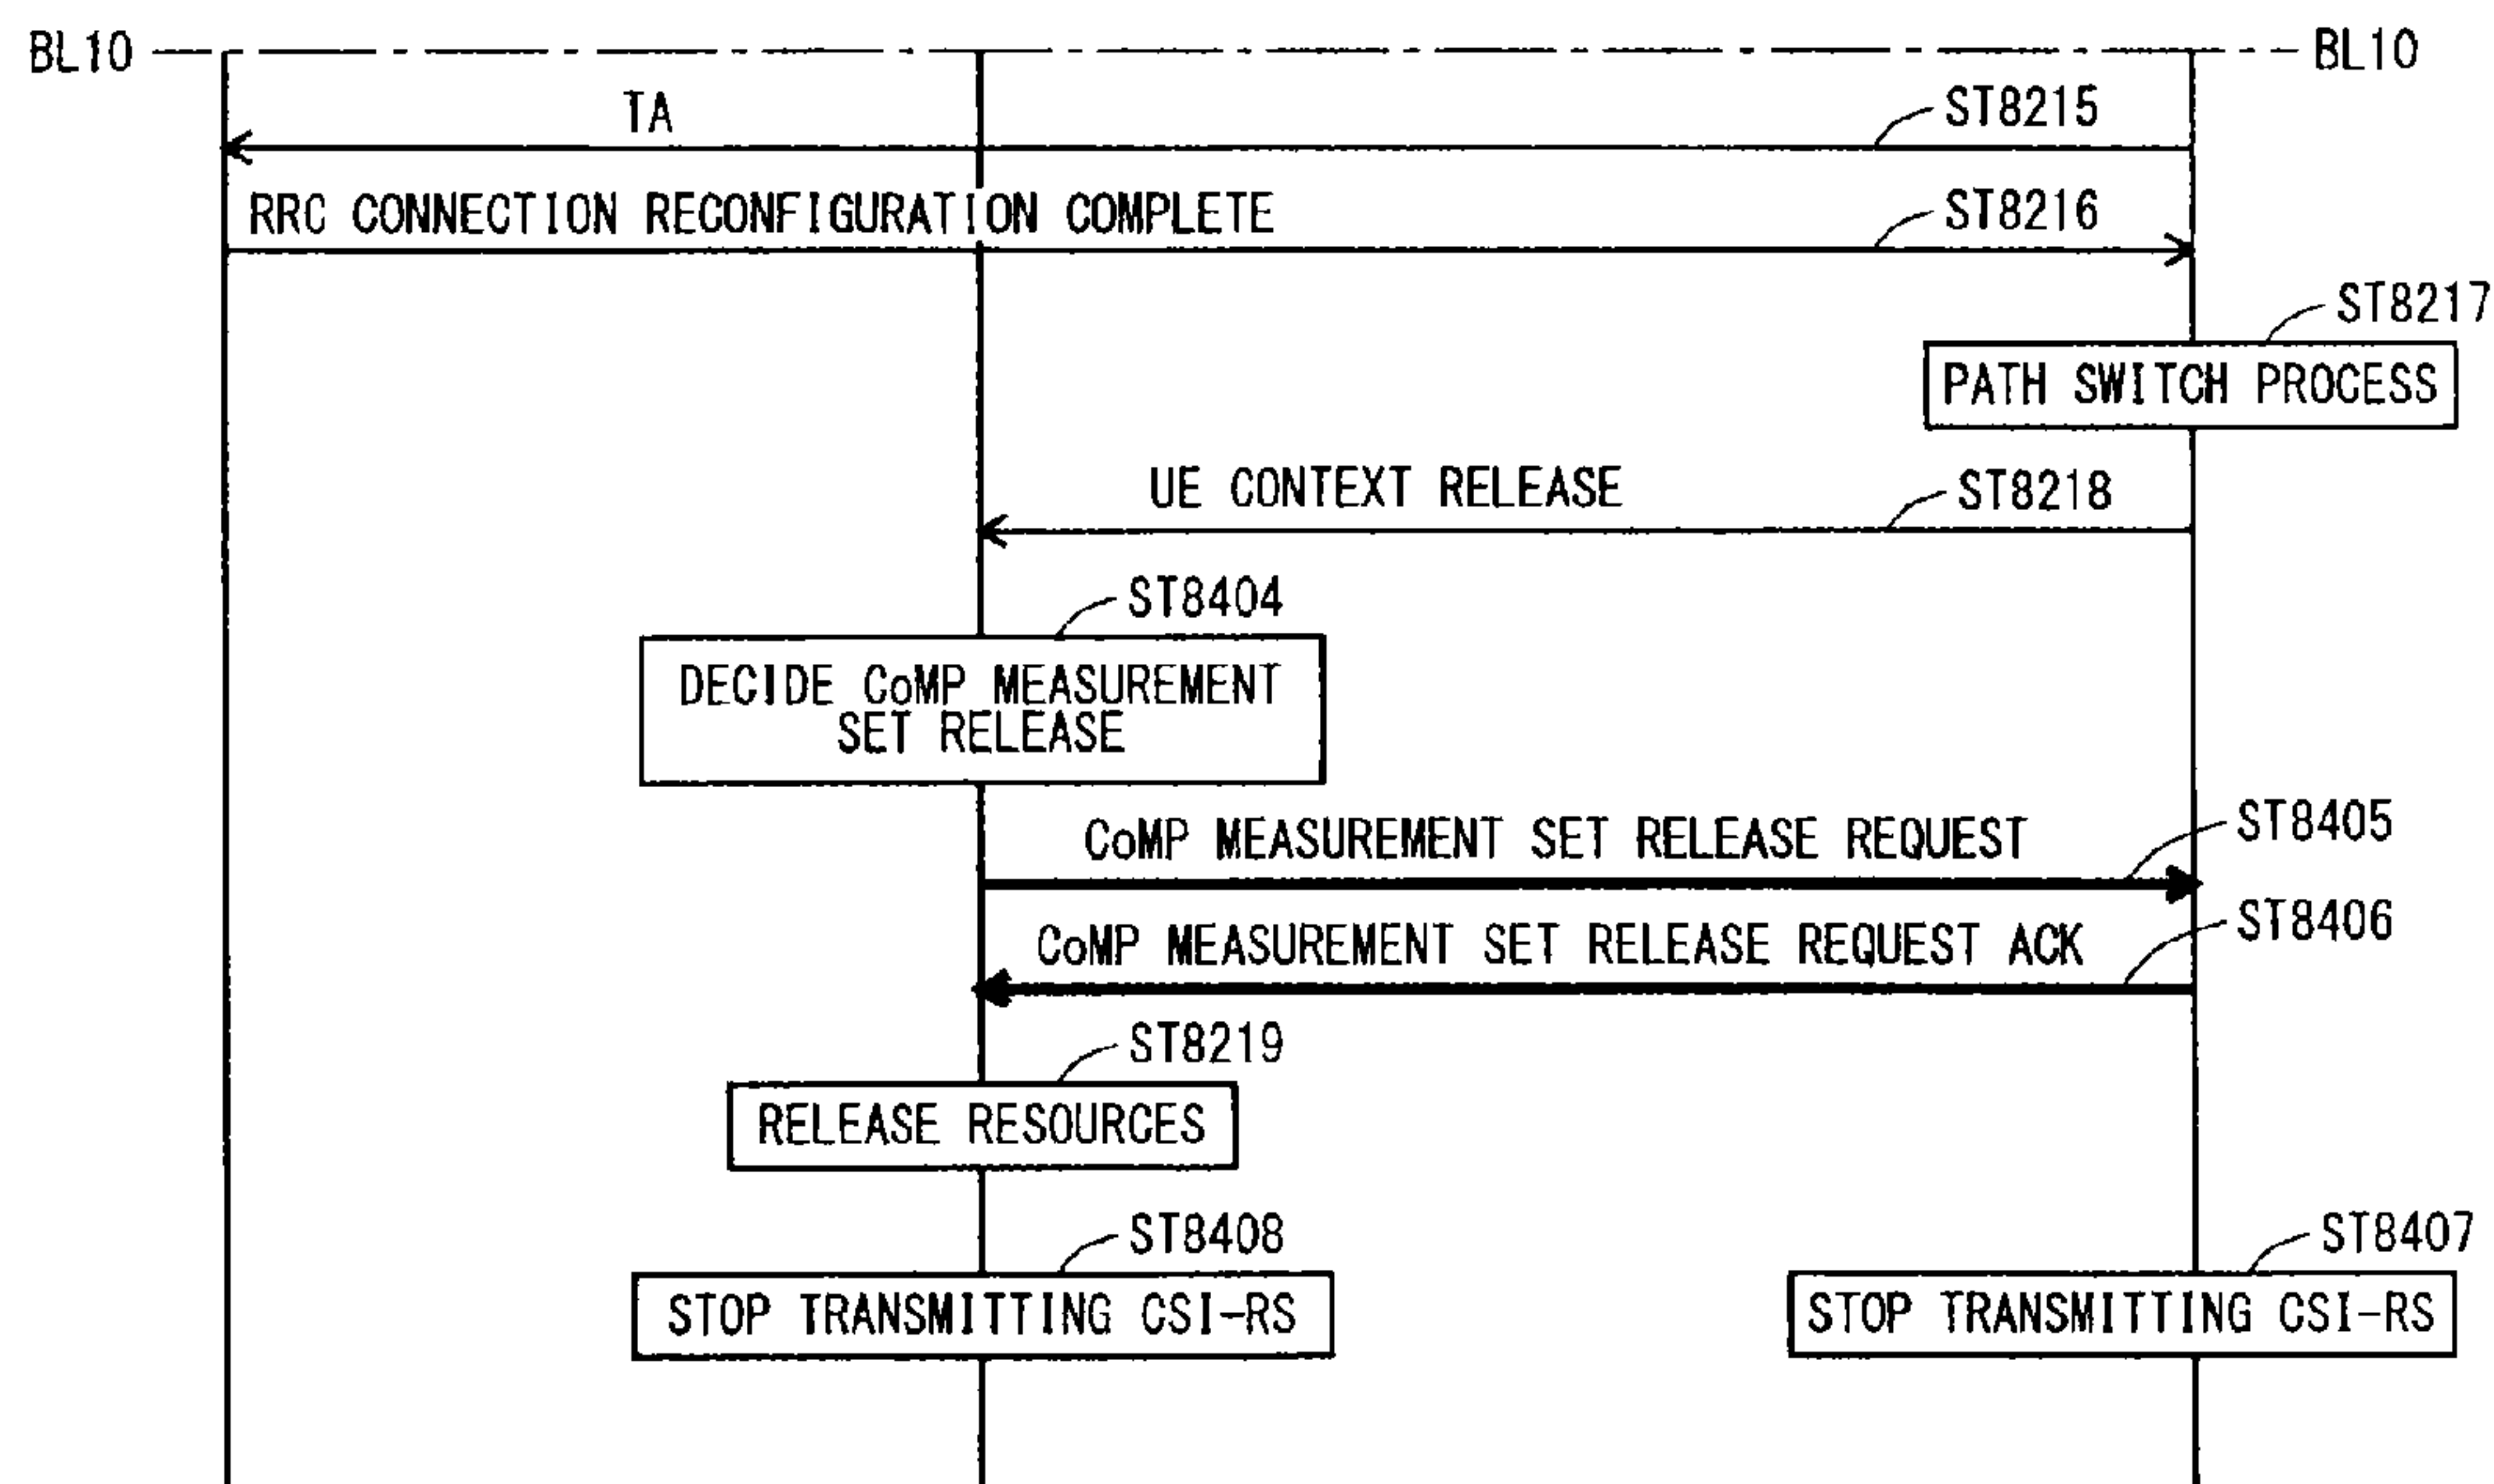 BL10
BL10
TA
ST8215
RRC CONNECTION RECONFIGURATION COMPLETE
ST8216
ST8217
PATH SWITCH PROCESS
UE CONTEXT RELEASE
ST8218
ST8404
DECIDE CoMP MEASUREMENT
SET RELEASE
CoMP MEASUREMENT SET RELEASE REQUEST
ST8405
CoMP MEASUREMENT SET RELEASE REQUEST ACK
ST8406
ST8219
RELEASE RESOURCES
ST8408
ST8407
STOP TRANSMITTING CSI-RS
STOP TRANSMITTING CSI-RS